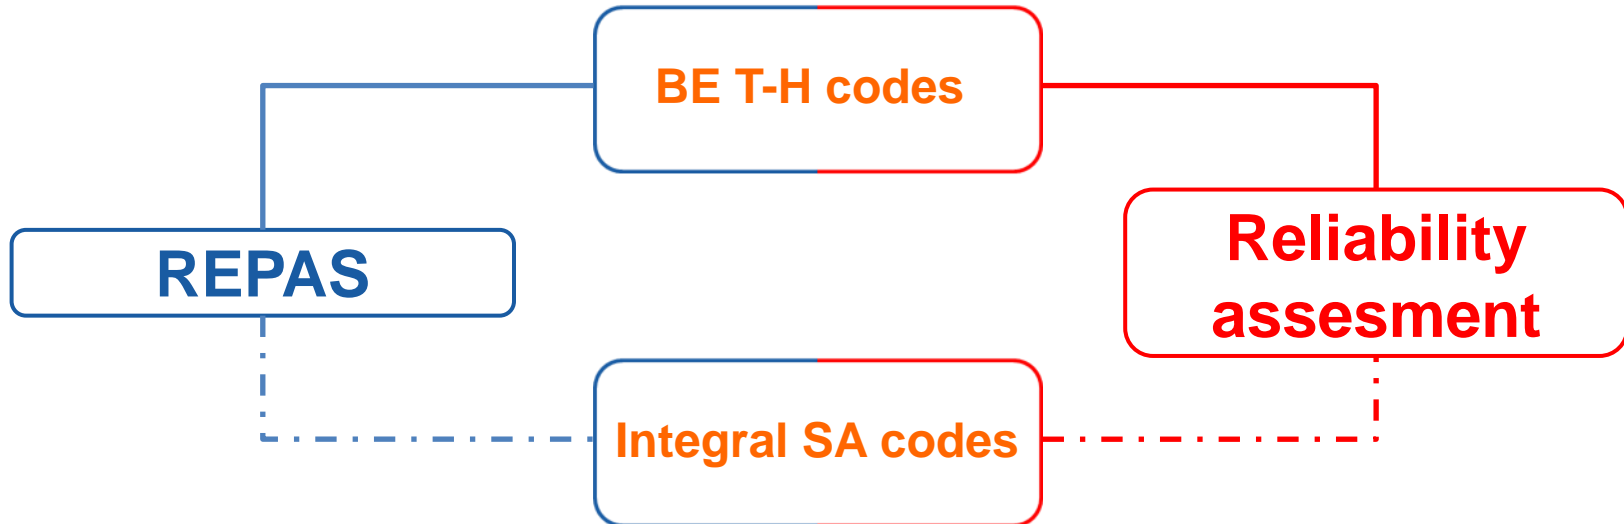 BE T-H codes
REPAS
Reliability
assesment
Integral SA codes